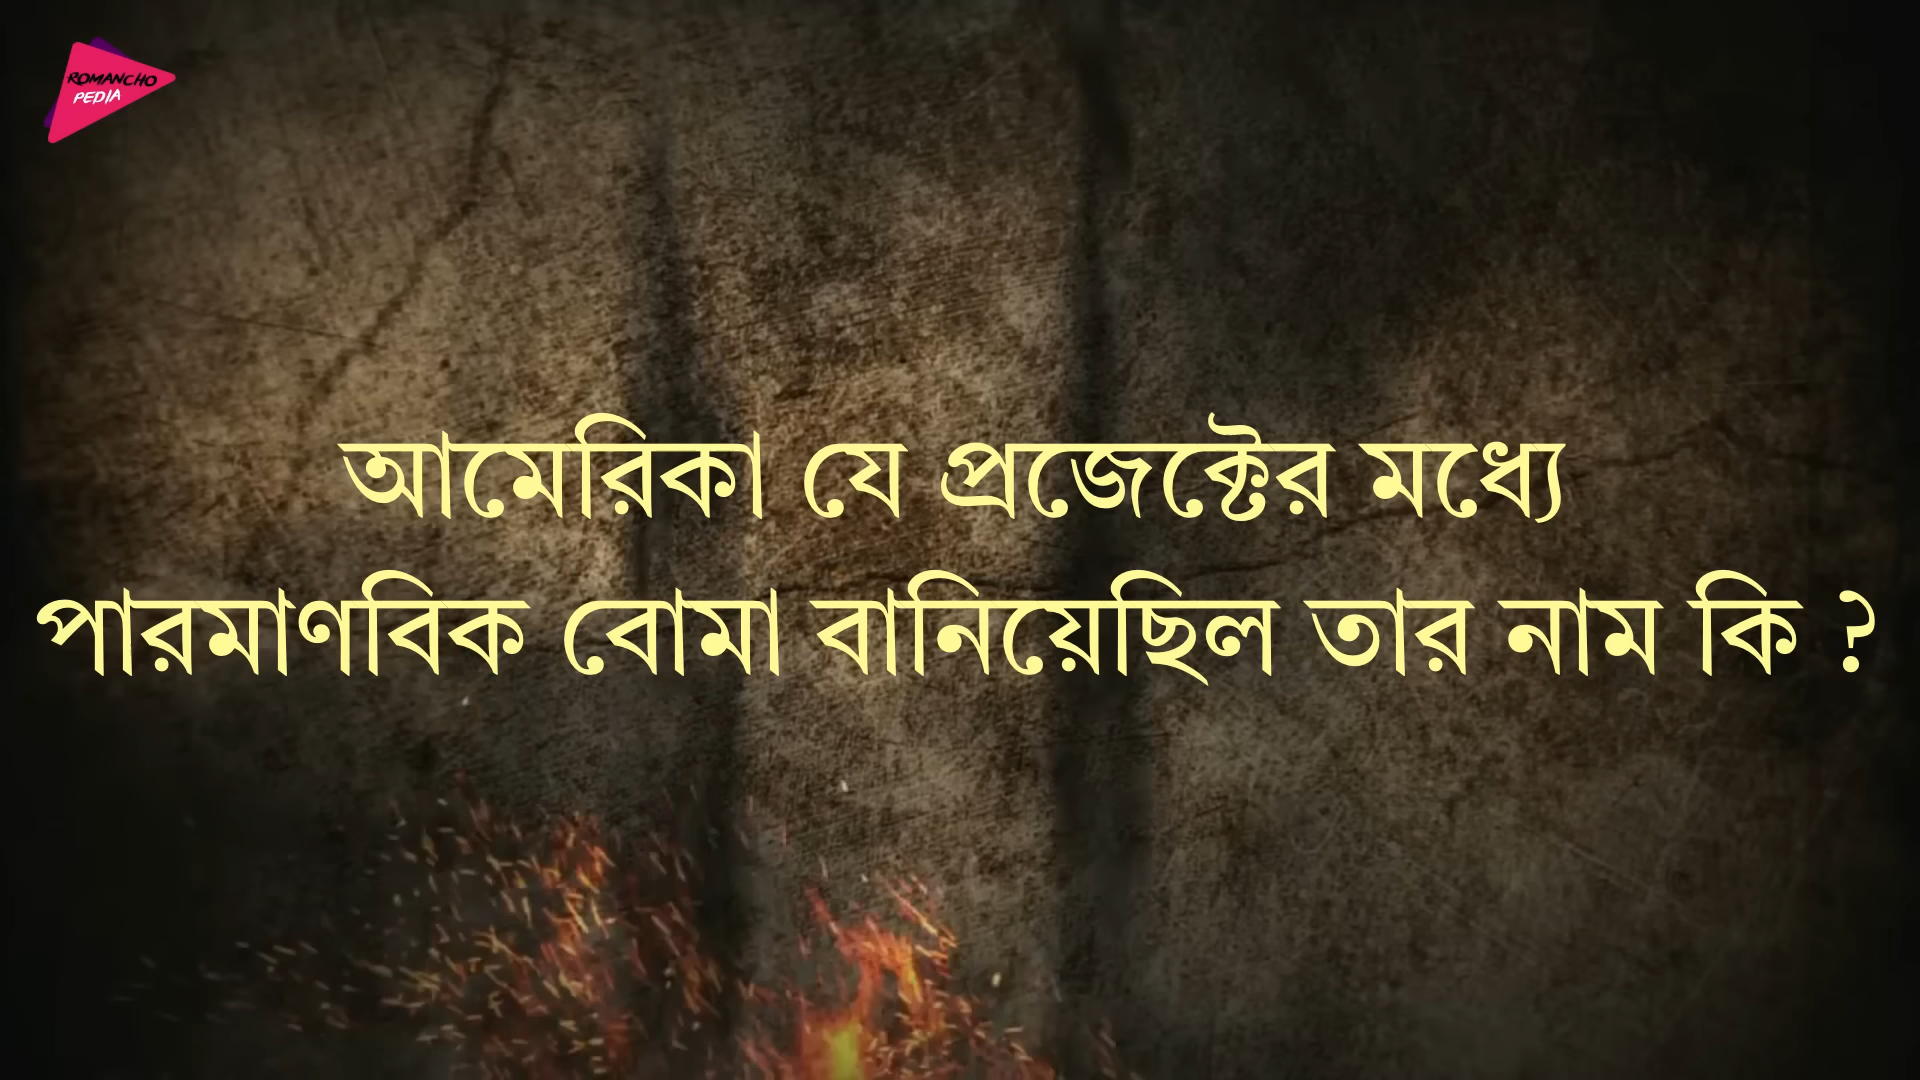 ROMANCHO
PEDIA
আমেরিকা যে প্রজেক্টের মধ্যে
পারমাণবিক বোমা বানিয়েছিল তার নাম কি ?